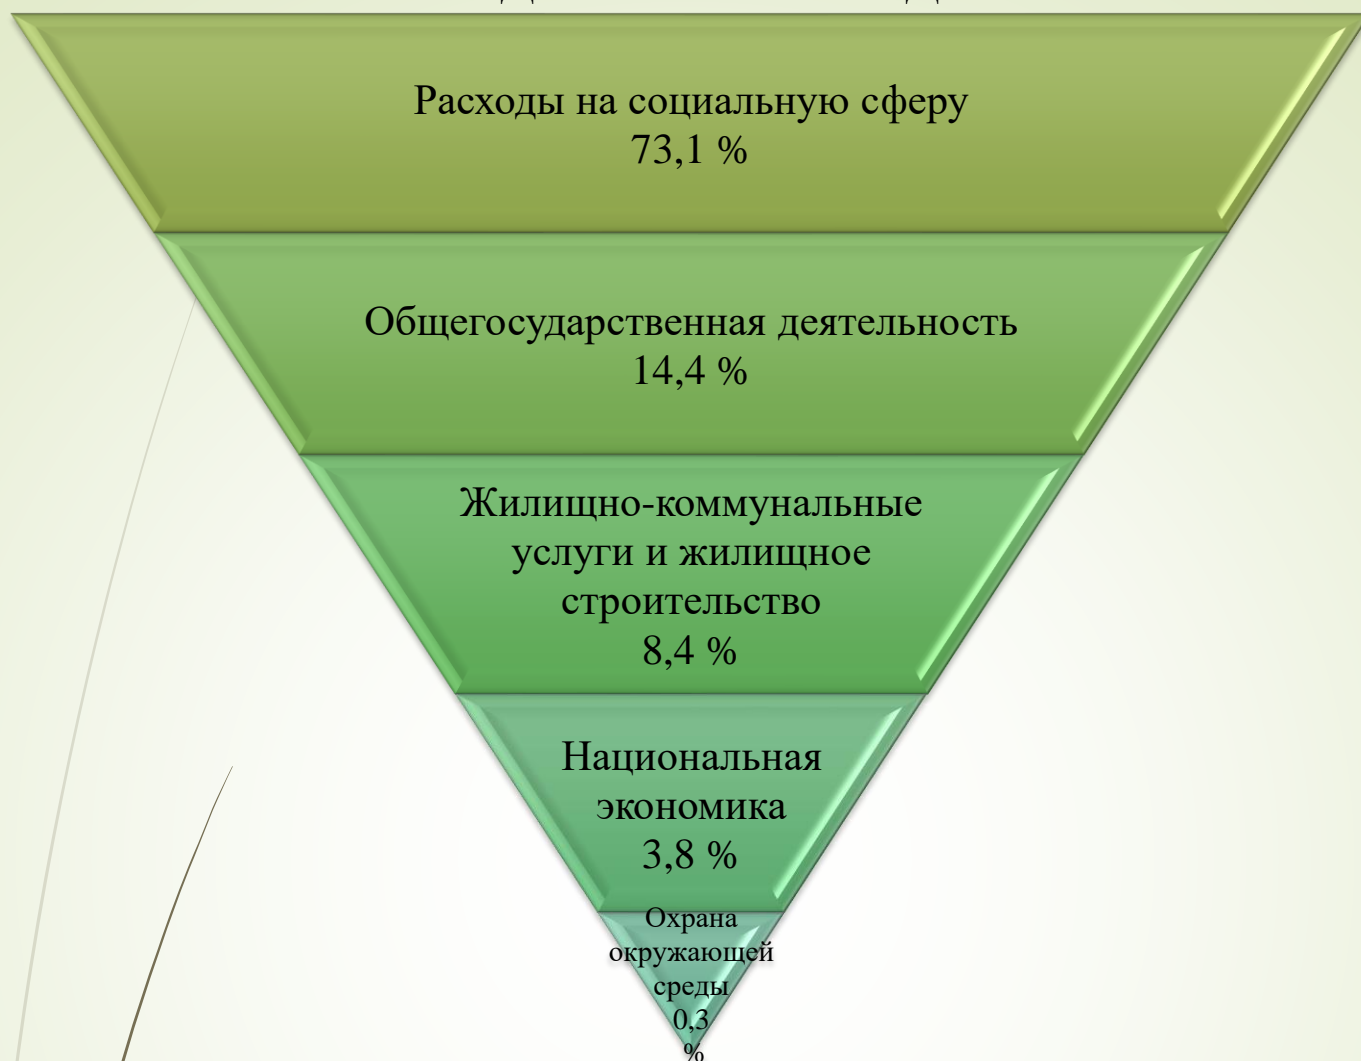 Расходы на социальную сферу
73,1 %
Общегосударственная деятельность
14,4 %
Жилищно-коммунальные
услуги и жилищное
строительство
8,4 %
Национальная
экономика
3,8 %
Охрана
окружающей
среды
0,3
%